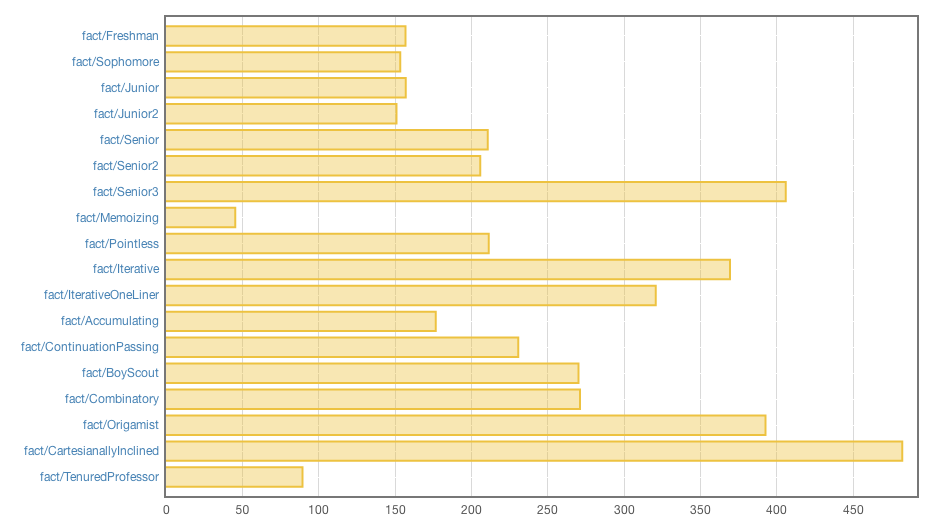 fact/Freshman
fact/Sophomore
fact/Junior
fact/Junior2
fact/Senior
fact/Senior2
fact/Senior3
fact/Memoizing
fact/Pointless
fact/Iterative
fact/IterativeOneLiner
fact/Accumulating
fact/ContinuationPassing
fact/BoyScout
fact/Combinatory
fact/Origamist
fact/CartesianallyInclined
fact/TenuredProfessor
0 50 100 150 200 250 300 350 400 450